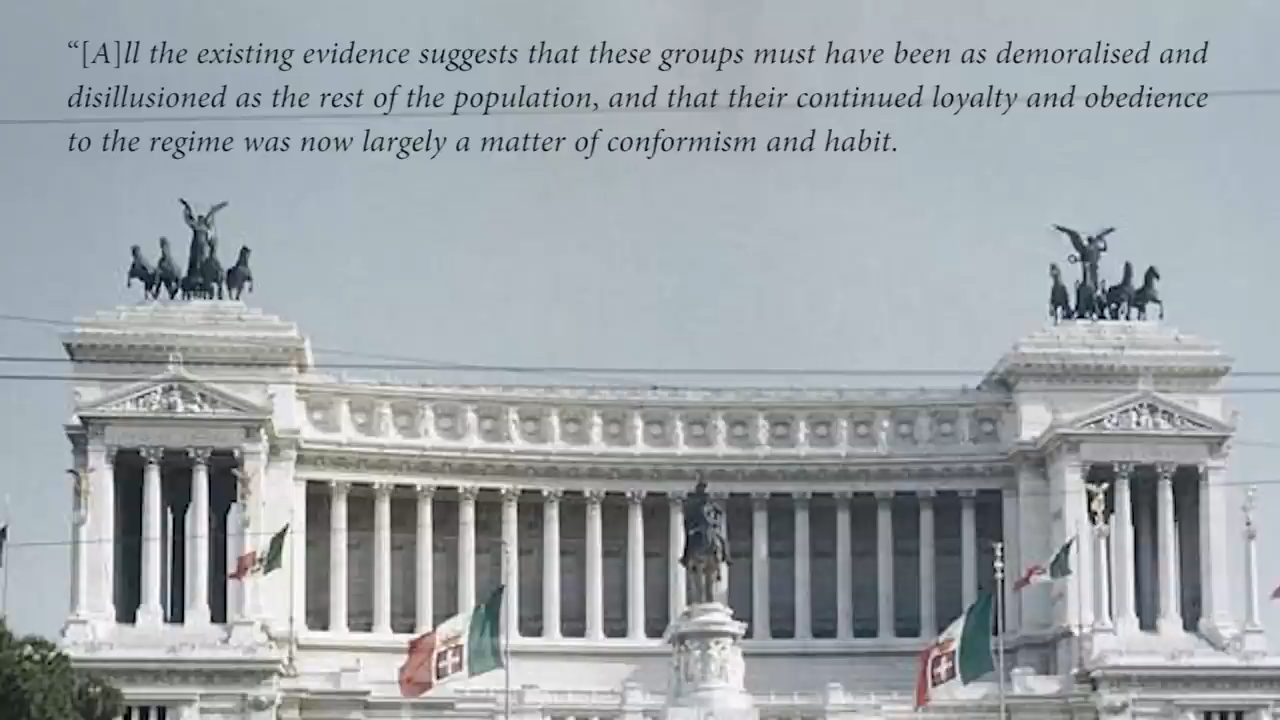 “[A]ll the existing evidence suggests that these groups must have been as demoralised and
disillusioned as the rest of the population, and that their continued loyalty and obedience
to the regime was now largely a matter of conformism and habit.